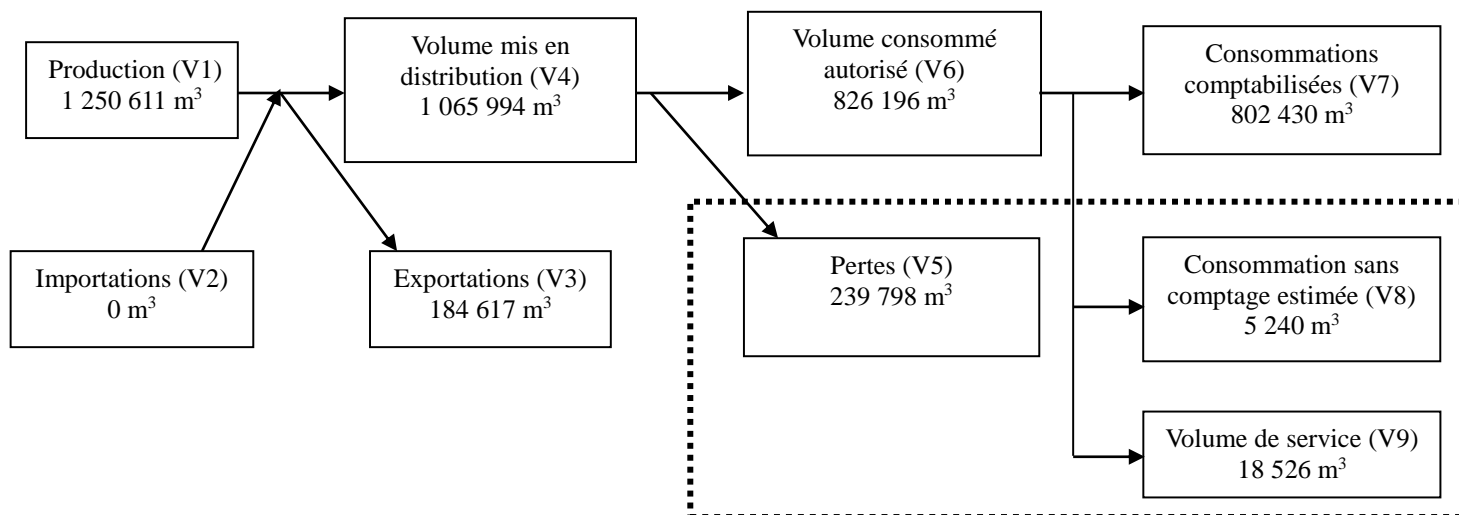 Production (V1)
1 250 611 m³
Volume mis en
distribution (V4)
1 065 994 m³
Volume consommé
autorisé (V6)
826 196 m³
Consommations
comptabilisées (V7)
802 430 m³
Importations (V2)
0 m³
Exportations (V3)
184 617 m³
Pertes (V5)
239 798 m³
Consommation sans
comptage estimée (V8)
5 240 m³
Volume de service (V9)
18 526 m³